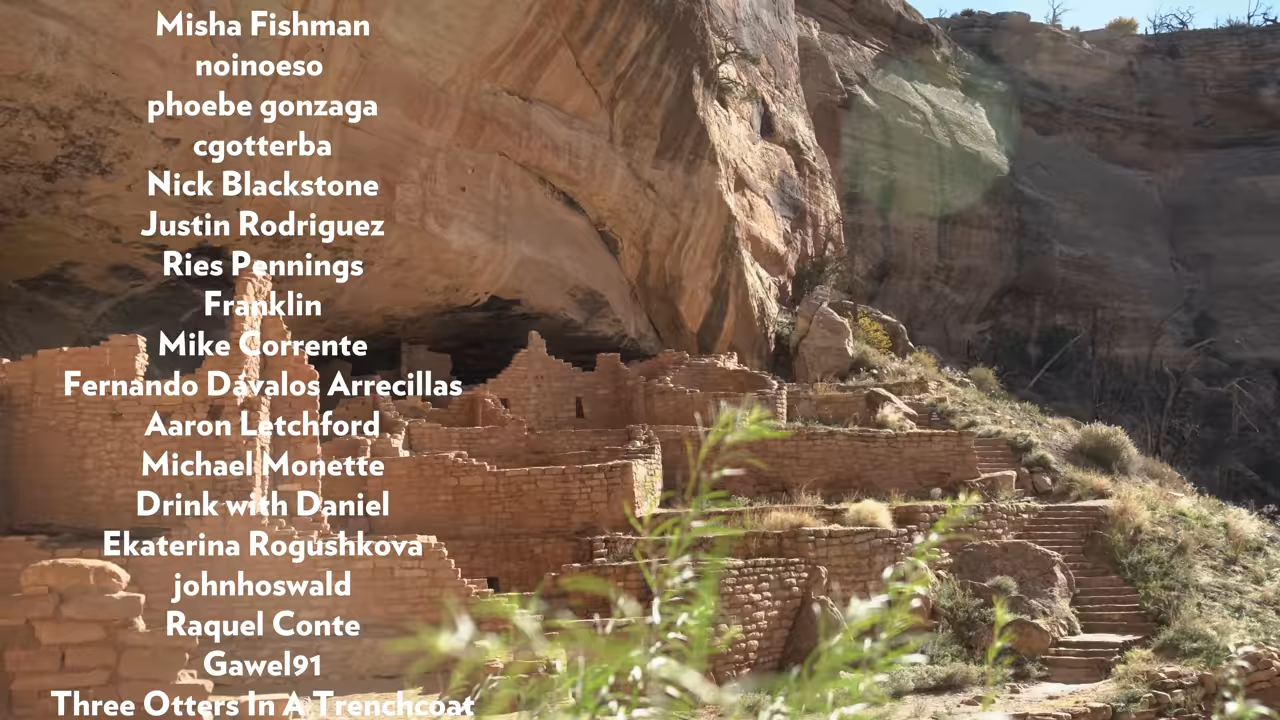 Misha Fishman
noinoeso
phoebe gonzaga
cgotterba
Nick Blackstone
Justin Rodriguez
Ries Pennings
Franklin
Mike Corrente
Fernando Dávalos Arrecillas
Aaron Letchford
Michael Monette
Drink with Daniel
Ekaterina Rogushkova
johnhoswald
Raquel Conte
Gawel91
Three Otters In A Trenchcoat